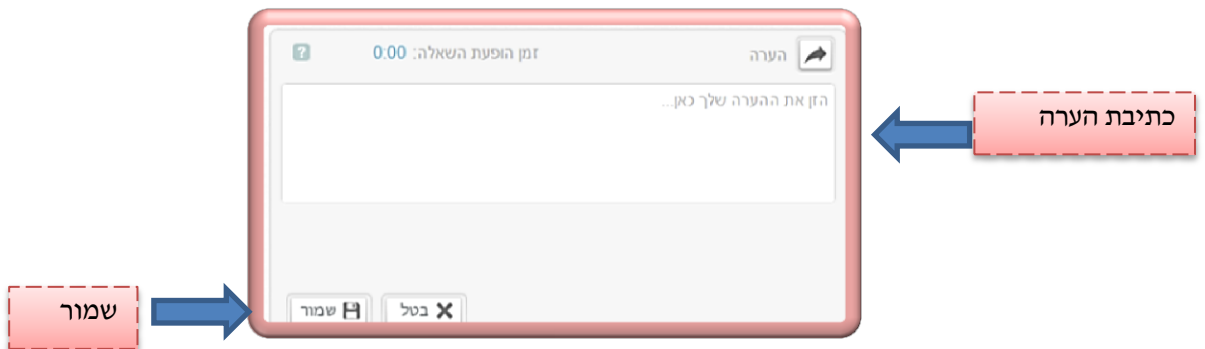 הערה
זמן הופעת השאלה: 0:00
?
הזן את ההערה שלך כאן...
כתיבת הערה
בטל
שמור
שמור